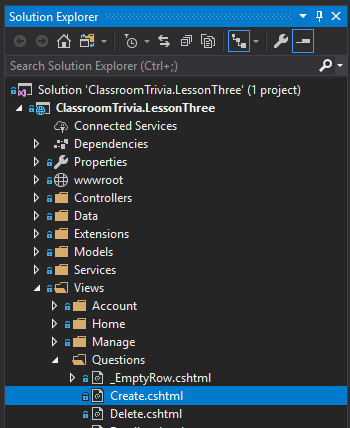 Solution Explorer
Search Solution Explorer (Ctrl+;)
Solution 'ClassroomTrivia.LessonThree' (1 project)
ClassroomTrivia.LessonThree
Connected Services
Dependencies
Properties
wwwroot
Controllers
Data
Extensions
Models
Services
Views
Account
Home
Manage
Questions
_EmptyRow.cshtml
Create.cshtml
Delete.cshtml